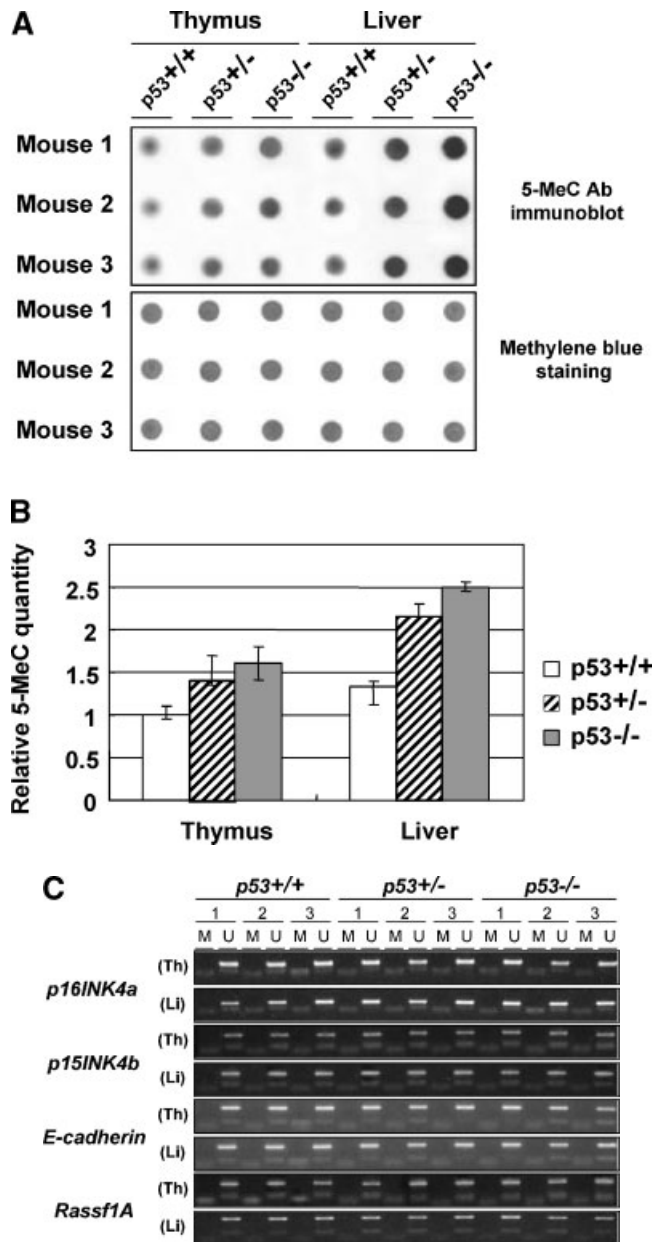 A
Thymus Liver
p53+/+ p53+/- p53-/- p53+/+ p53+/- p53-/-
Mouse 1
Mouse 2
Mouse 3
5-MeC Ab
immunoblot
Mouse 1
Mouse 2
Mouse 3
Methylene blue
staining
B
Relative 5-MeC quantity
3
2.5
2
1.5
1
0.5
0
Thymus Liver
p53+/+
p53+/-
p53-/-
C
p53+/+ p53+/- p53-/-
1 2 3 1 2 3 1 2 3
M U M U M U M U M U M U M U M U M U
p16INK4a
(Th)
(Li)
p15INK4b
(Th)
(Li)
E-cadherin
(Th)
(Li)
Rassf1A
(Th)
(Li)